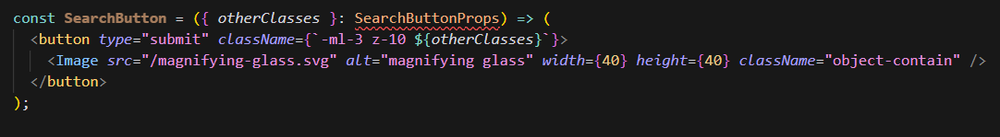 const SearchButton = ({ otherClasses }: SearchButtonProps) => (
  <button type="submit" className={`-ml-3 z-10 ${otherClasses}`}>
    <Image src="/magnifying-glass.svg" alt="magnifying glass" width={40} height={40} className="object-contain" />
  </button>
);